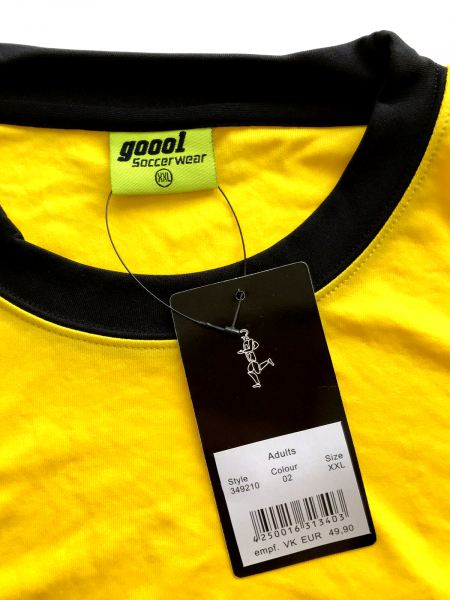 goool
Soccerwear
XXL
Adults
Style Colour Size
349210 02 XXL
4250016313403
empf. VK EUR 49,90